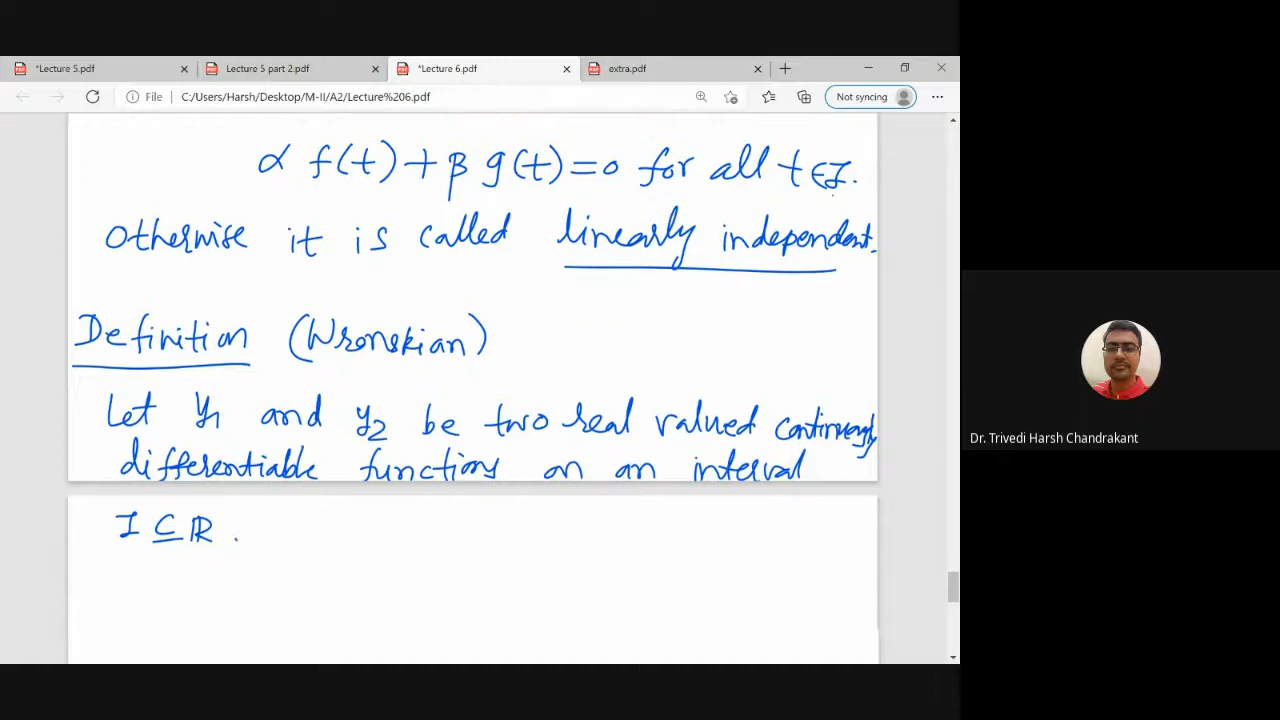 *Lecture 5.pdf
Lecture 5 part 2.pdf
*Lecture 6.pdf
extra.pdf
File
C:/Users/Harsh/Desktop/M-II/A2/Lecture%206.pdf
Not syncing
α f(t) + β g(t) = 0 for all t ∈ I.
Otherwise it is called linearly independent.
Definition (Wronskian)
Let y₁ and y₂ be two real valued continuously
differentiable functions on an interval
I ⊆ ℝ .
Dr. Trivedi Harsh Chandrakant